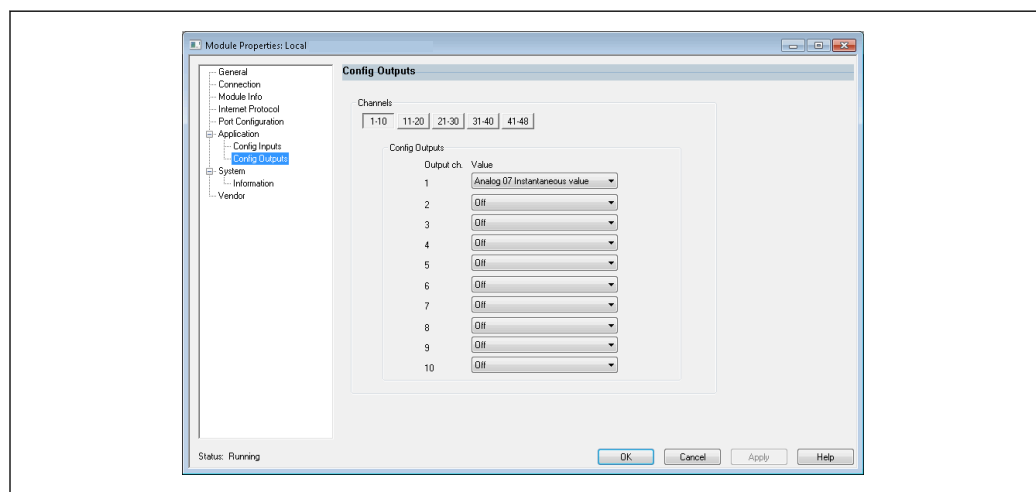 Module Properties: Local
General
Connection
Module Info
Internet Protocol
Port Configuration
Application
Config Inputs
Config Outputs
System
Information
Vendor
Config Outputs
Channels
1-10 11-20 21-30 31-40 41-48
Config Outputs
Output ch. Value
1 Analog 07 Instantaneous value
2 Off
3 Off
4 Off
5 Off
6 Off
7 Off
8 Off
9 Off
10 Off
Status: Running
OK Cancel Apply Help